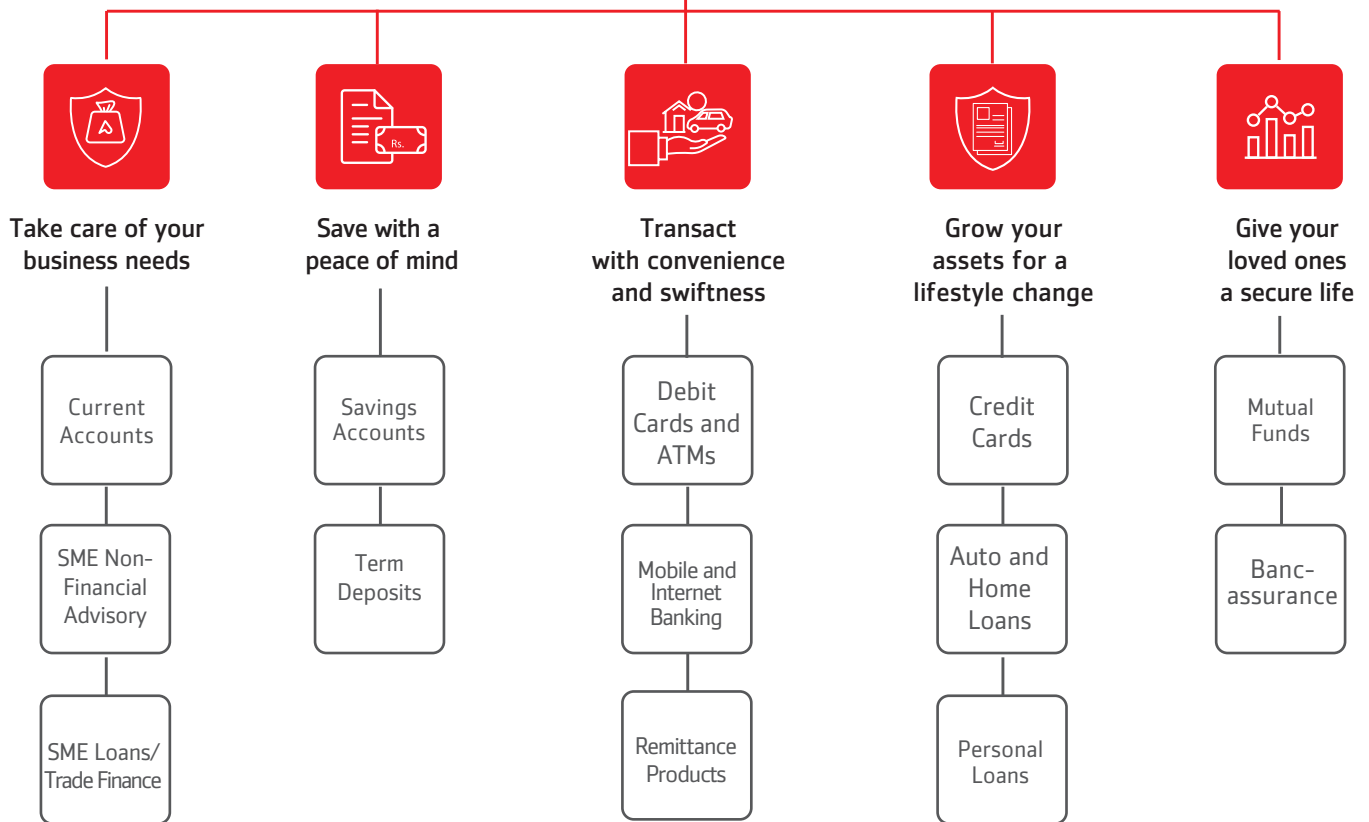 Rs.
Take care of your
business needs
Current
Accounts
SME Non-
Financial
Advisory
SME Loans/
Trade Finance
Save with a
peace of mind
Savings
Accounts
Term
Deposits
Transact
with convenience
and swiftness
Debit
Cards and
ATMs
Mobile and
Internet
Banking
Remittance
Products
Grow your
assets for a
lifestyle change
Credit
Cards
Auto and
Home
Loans
Personal
Loans
Give your
loved ones
a secure life
Mutual
Funds
Banc-
assurance